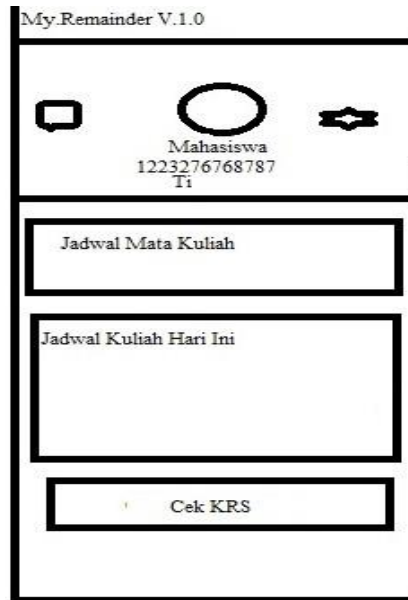 My.Remainder V.1.0
Mahasiswa
1223276768787
Ti
Jadwal Mata Kuliah
Jadwal Kuliah Hari Ini
Cek KRS